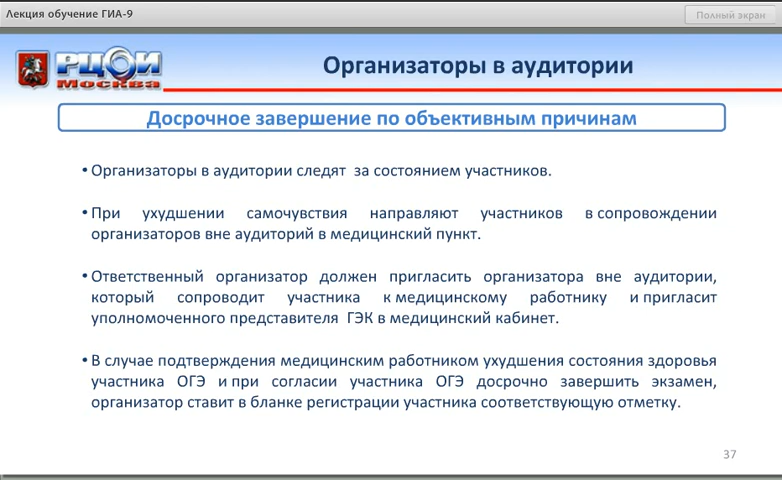 Лекция обучение ГИА-9
Полный экран
РЦОИ
Москва
Организаторы в аудитории
Досрочное завершение по объективным причинам
• Организаторы в аудитории следят за состоянием участников.
• При ухудшении самочувствия направляют участников в сопровождении
организаторов вне аудиторий в медицинский пункт.
• Ответственный организатор должен пригласить организатора вне аудитории,
который сопроводит участника к медицинскому работнику и пригласит
уполномоченного представителя ГЭК в медицинский кабинет.
• В случае подтверждения медицинским работником ухудшения состояния здоровья
участника ОГЭ и при согласии участника ОГЭ досрочно завершить экзамен,
организатор ставит в бланке регистрации участника соответствующую отметку.
37